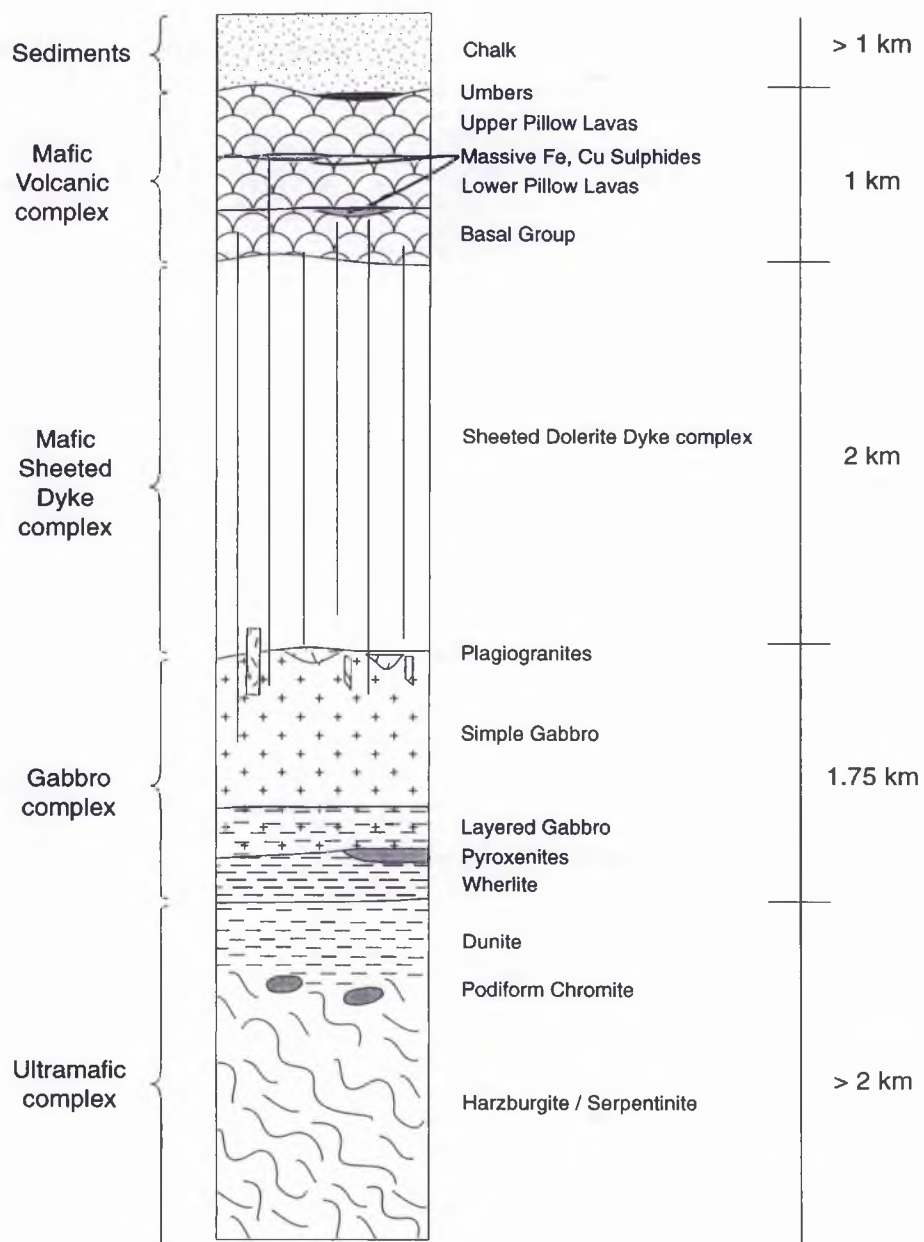 Sediments
Chalk
> 1 km
Umbers
Upper Pillow Lavas
Mafic
Volcanic
complex
Massive Fe, Cu Sulphides
Lower Pillow Lavas
Basal Group
1 km
Mafic
Sheeted
Dyke
complex
Sheeted Dolerite Dyke complex
2 km
Plagiogranites
Simple Gabbro
Gabbro
complex
1.75 km
Layered Gabbro
Pyroxenites
Wherlite
Dunite
Podiform Chromite
Ultramafic
complex
Harzburgite / Serpentinite
> 2 km